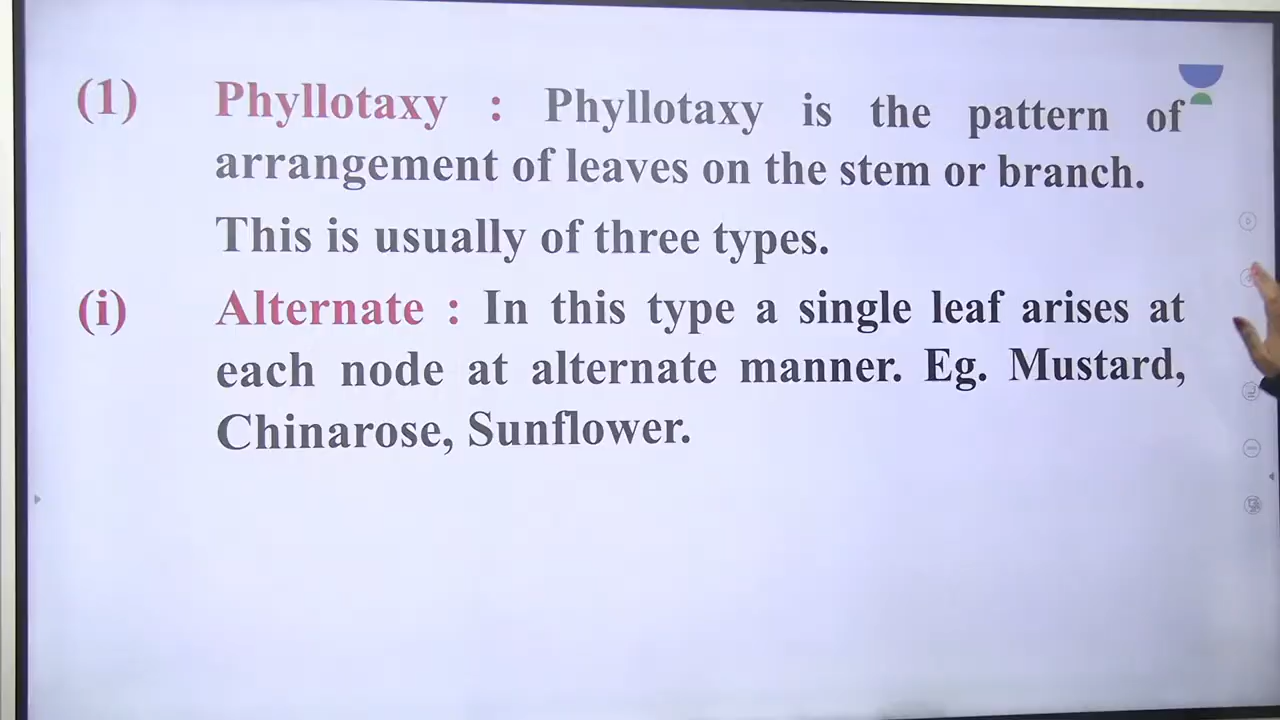 (1) Phyllotaxy : Phyllotaxy is the pattern of
arrangement of leaves on the stem or branch.
This is usually of three types.
(i) Alternate : In this type a single leaf arises at
each node at alternate manner. Eg. Mustard,
Chinarose, Sunflower.